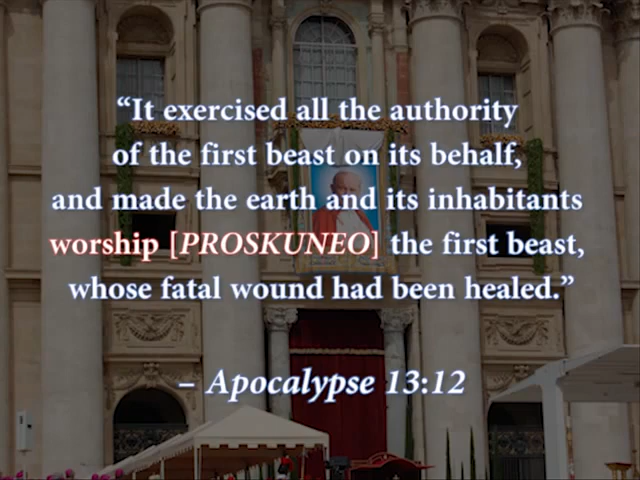 “It exercised all the authority
of the first beast on its behalf,
and made the earth and its inhabitants
worship [PROSKUNEO] the first beast,
whose fatal wound had been healed.”
– Apocalypse 13:12